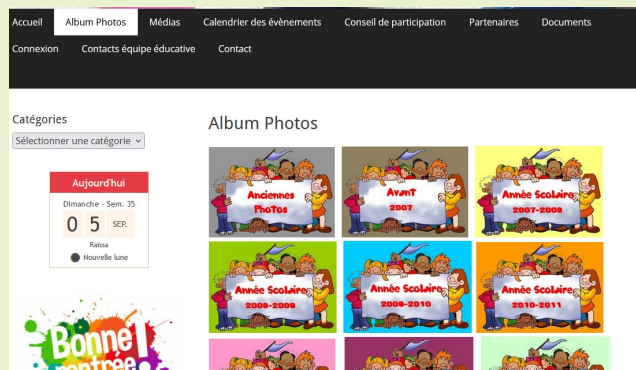 Accueil Album Photos Médias Calendrier des évènements Conseil de participation Partenaires Documents
Connexion Contacts équipe éducative Contact
Catégories
Sélectionner une catégorie
Aujourd'hui
Dimanche - Sem. 35
0 5 SEP.
Raïssa
Nouvelle lune
Bonne
rentrée
Album Photos
Anciennes
Photos
Avant
2007
Année Scolaire
2007-2008
Année Scolaire
2008-2009
Année Scolaire
2009-2010
Année Scolaire
2010-2011